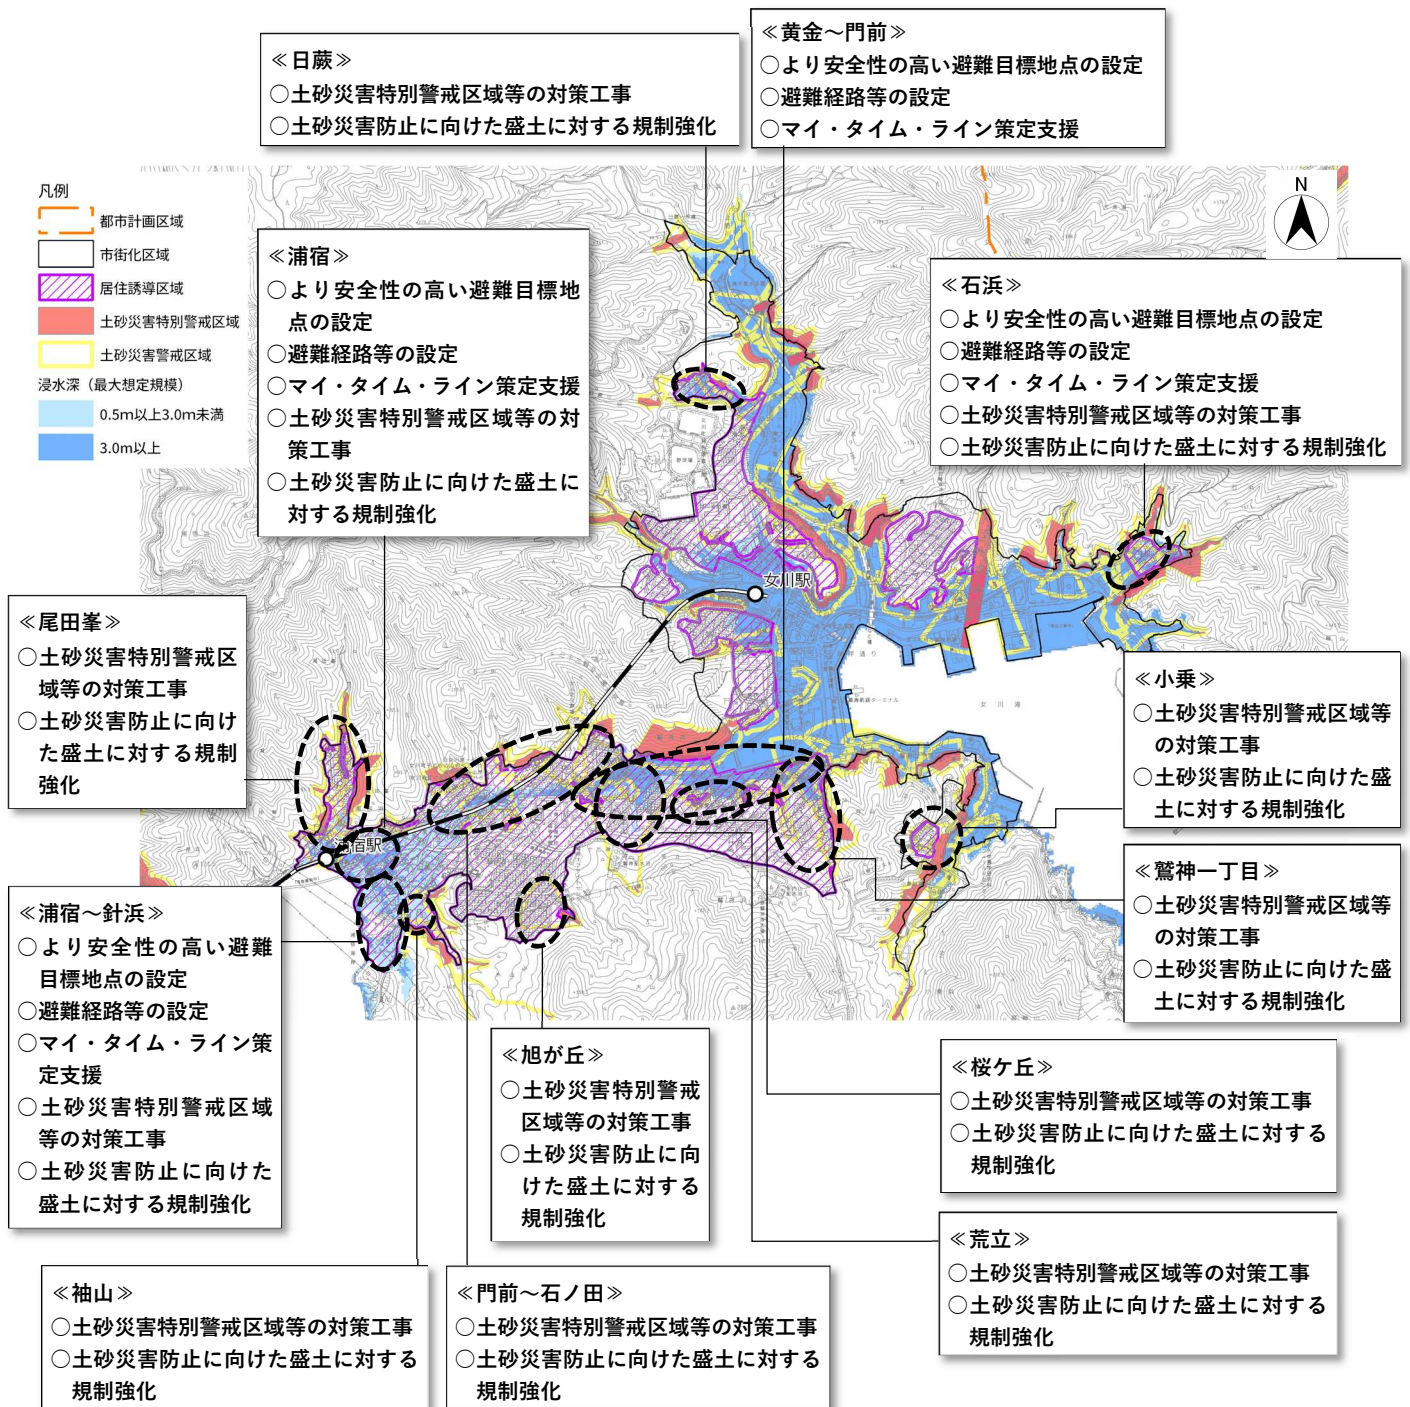 ≪日蕨≫
○土砂災害特別警戒区域等の対策工事
○土砂災害防止に向けた盛土に対する規制強化
≪黄金～門前≫
○より安全性の高い避難目標地点の設定
○避難経路等の設定
○マイ・タイム・ライン策定支援
凡例
都市計画区域
市街化区域
居住誘導区域
土砂災害特別警戒区域
土砂災害警戒区域
浸水深（最大想定規模）
0.5m以上3.0m未満
3.0m以上
N
≪浦宿≫
○より安全性の高い避難目標地
点の設定
○避難経路等の設定
○マイ・タイム・ライン策定支援
○土砂災害特別警戒区域等の対
策工事
○土砂災害防止に向けた盛土に
対する規制強化
≪石浜≫
○より安全性の高い避難目標地点の設定
○避難経路等の設定
○マイ・タイム・ライン策定支援
○土砂災害特別警戒区域等の対策工事
○土砂災害防止に向けた盛土に対する規制強化
女川駅
女川港
≪尾田峯≫
○土砂災害特別警戒区
域等の対策工事
○土砂災害防止に向け
た盛土に対する規制
強化
≪小乗≫
○土砂災害特別警戒区域等
の対策工事
○土砂災害防止に向けた盛
土に対する規制強化
浦宿駅
≪鷲神一丁目≫
○土砂災害特別警戒区域等
の対策工事
○土砂災害防止に向けた盛
土に対する規制強化
≪浦宿～針浜≫
○より安全性の高い避難
目標地点の設定
○避難経路等の設定
○マイ・タイム・ライン策
定支援
○土砂災害特別警戒区域
等の対策工事
○土砂災害防止に向けた
盛土に対する規制強化
≪旭が丘≫
○土砂災害特別警戒
区域等の対策工事
○土砂災害防止に向
けた盛土に対する
規制強化
≪桜ケ丘≫
○土砂災害特別警戒区域等の対策工事
○土砂災害防止に向けた盛土に対する
規制強化
≪荒立≫
○土砂災害特別警戒区域等の対策工事
○土砂災害防止に向けた盛土に対する
規制強化
≪袖山≫
○土砂災害特別警戒区域等の対策工事
○土砂災害防止に向けた盛土に対する
規制強化
≪門前～石ノ田≫
○土砂災害特別警戒区域等の対策工事
○土砂災害防止に向けた盛土に対する
規制強化